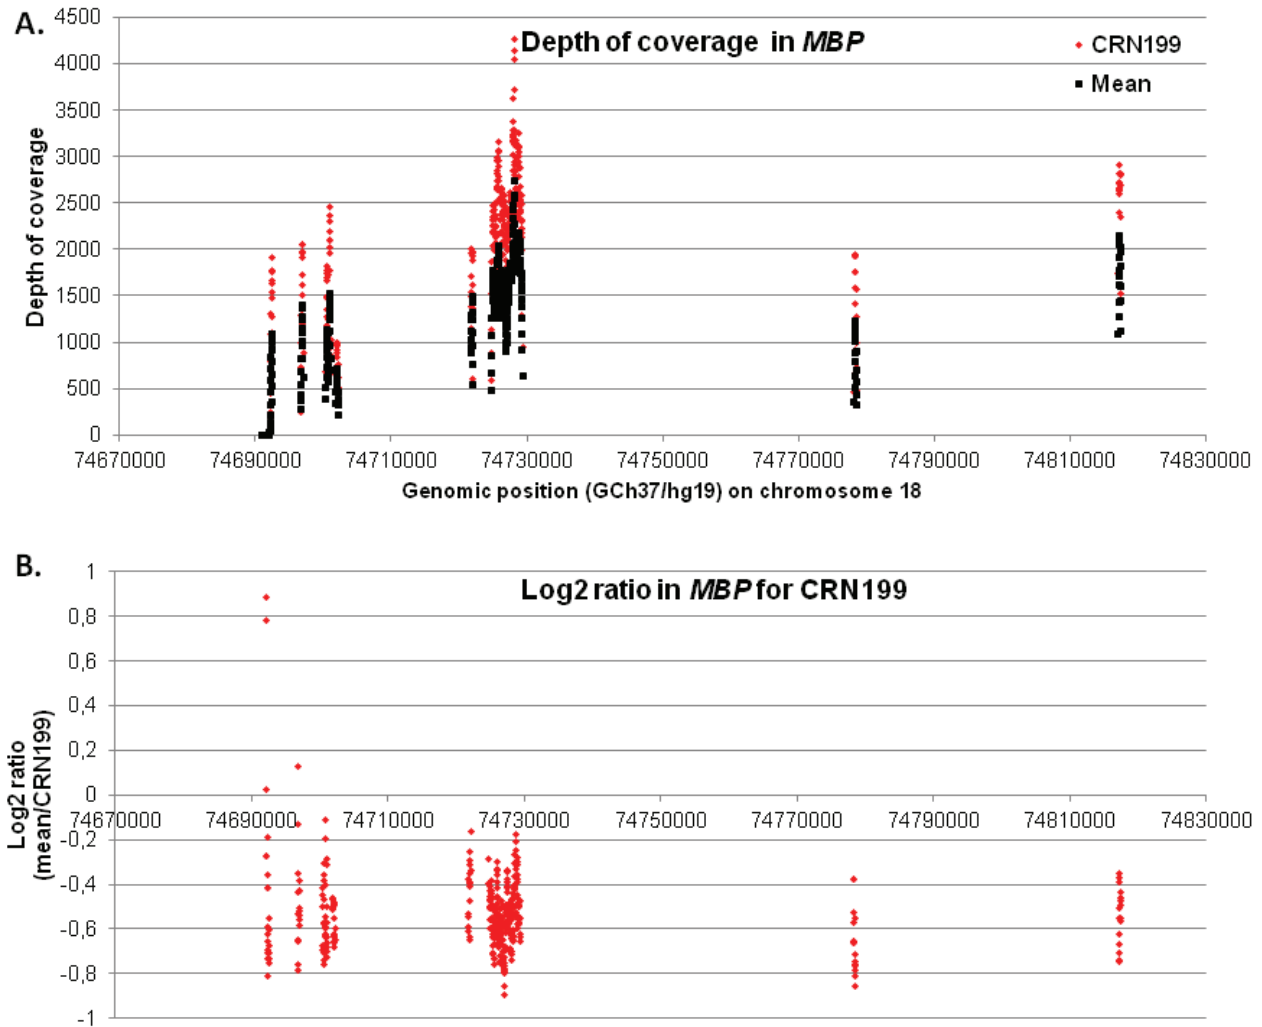 A.
Depth of coverage in MBP
CRN199
Mean
Depth of coverage
4500
4000
3500
3000
2500
2000
1500
1000
500
0
74670000 74690000 74710000 74730000 74750000 74770000 74790000 74810000 74830000
Genomic position (GCh37/hg19) on chromosome 18
B.
Log2 ratio in MBP for CRN199
Log2 ratio
(mean/CRN199)
1
0,8
0,6
0,4
0,2
0
74670000 74690000 74710000 74730000 74750000 74770000 74790000 74810000 74830000
-0,2
-0,4
-0,6
-0,8
-1